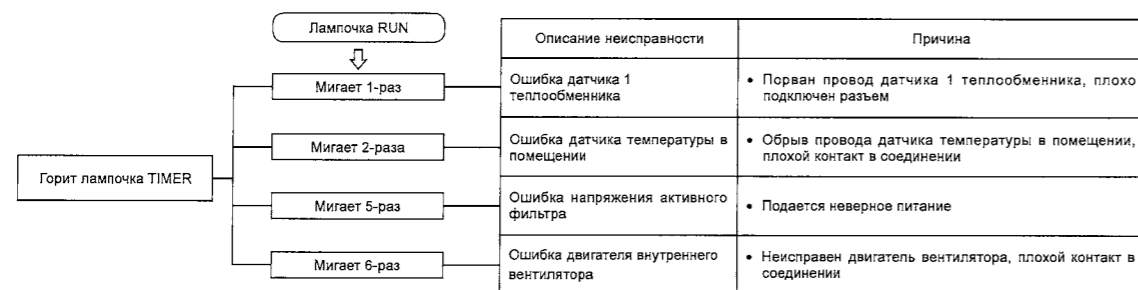 Лампочка RUN
Описание неисправности
Причина
Горит лампочка TIMER
Мигает 1-раз
Ошибка датчика 1
теплообменника
• Порван провод датчика 1 теплообменника, плохо
подключен разъем
Мигает 2-раза
Ошибка датчика температуры в
помещении
• Обрыв провода датчика температуры в помещении,
плохой контакт в соединении
Мигает 5-раз
Ошибка напряжения активного
фильтра
• Подается неверное питание
Мигает 6-раз
Ошибка двигателя внутреннего
вентилятора
• Неисправен двигатель вентилятора, плохой контакт в
соединении